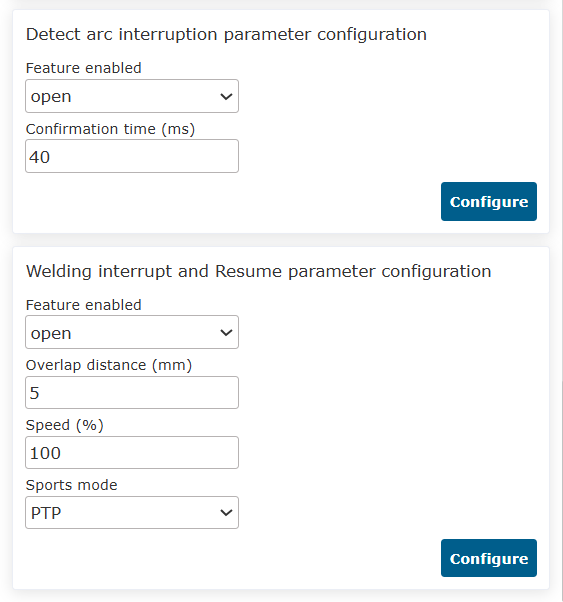 Detect arc interruption parameter configuration
Feature enabled
open
Confirmation time (ms)
40
Configure
Welding interrupt and Resume parameter configuration
Feature enabled
open
Overlap distance (mm)
5
Speed (%)
100
Sports mode
PTP
Configure